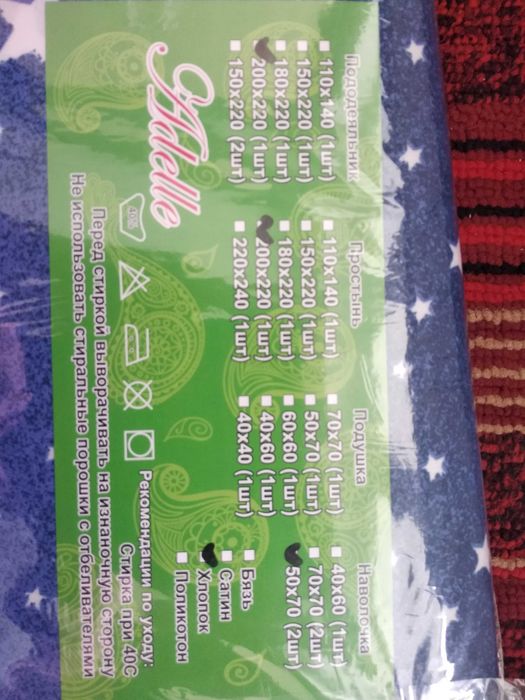 Пододеяльник
110x140 (1шт)
150x220 (1шт)
180x220 (1шт)
200x220 (1шт)
150x220 (2шт)
Простынь
110x140 (1шт)
150x220 (1шт)
180x220 (1шт)
200x220 (1шт)
220x240 (1шт)
Подушка
70x70 (1шт)
50x70 (1шт)
60x60 (1шт)
40x60 (1шт)
40x40 (1шт)
Наволочка
40x60 (1шт)
70x70 (2шт)
50x70 (2шт)
Бязь
Сатин
Хлопок
Поликотон
Adelle
40
Рекомендации по уходу:
Стирка при 40С
Перед стиркой выворачивать на изнаночную сторону
Не использовать стиральные порошки с отбеливателями